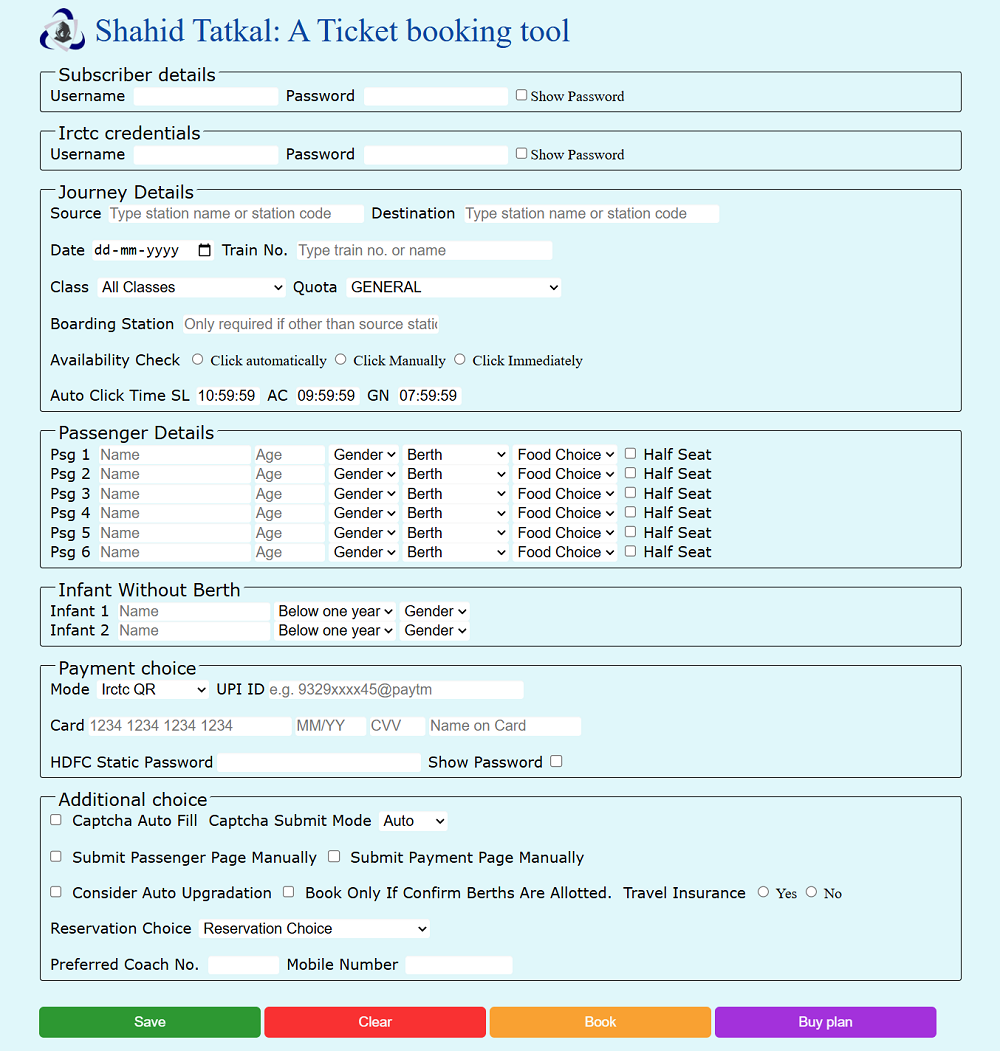 Shahid Tatkal: A Ticket booking tool
Subscriber details
Username Password Show Password
Irctc credentials
Username Password Show Password
Journey Details
Source Type station name or station code Destination Type station name or station code
Date dd-mm-yyyy Train No. Type train no. or name
Class All Classes Quota GENERAL
Boarding Station Only required if other than source static
Availability Check Click automatically Click Manually Click Immediately
Auto Click Time SL 10:59:59 AC 09:59:59 GN 07:59:59
Passenger Details
Psg 1 Name Age Gender Berth Food Choice Half Seat
Psg 2 Name Age Gender Berth Food Choice Half Seat
Psg 3 Name Age Gender Berth Food Choice Half Seat
Psg 4 Name Age Gender Berth Food Choice Half Seat
Psg 5 Name Age Gender Berth Food Choice Half Seat
Psg 6 Name Age Gender Berth Food Choice Half Seat
Infant Without Berth
Infant 1 Name Below one year Gender
Infant 2 Name Below one year Gender
Payment choice
Mode Irctc QR UPI ID e.g. 9329xxxx45@paytm
Card 1234 1234 1234 1234 MM/YY CVV Name on Card
HDFC Static Password Show Password
Additional choice
Captcha Auto Fill Captcha Submit Mode Auto
Submit Passenger Page Manually Submit Payment Page Manually
Consider Auto Upgradation Book Only If Confirm Berths Are Allotted. Travel Insurance Yes No
Reservation Choice Reservation Choice
Preferred Coach No. Mobile Number
Save Clear Book Buy plan